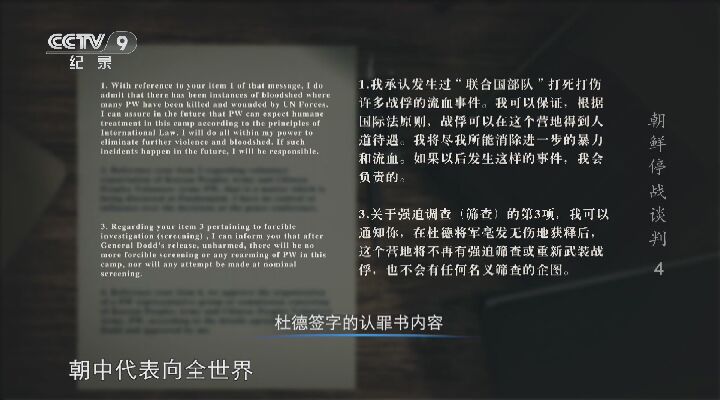 CCTV 9
纪录
1. With reference to your item 1 of that message, I do
admit that there has been instances of bloodshed where
many PW have been killed and wounded by UN Forces.
I can assure in the future that PW can expect humane
treatment in this camp according to the principles of
International Law. I will do all within my power to
eliminate further violence and bloodshed. If such
incidents happen in the future, I will be responsible.
3. Regarding your item 3 pertaining to forcible
investigation (screening) , I can inform you that after
General Dodd's release, unharmed, there will be no
more forcible screening or any rearming of PW in this
camp, nor will any attempt be made at nominal
screening.
1.我承认发生过“联合国部队”打死打伤
许多战俘的流血事件。我可以保证，根据
国际法原则，战俘可以在这个营地得到人
道待遇。我将尽我所能消除进一步的暴力
和流血。如果以后发生这样的事件，我会
负责的。
3.关于强迫调查（筛查）的第3项，我可以
通知你，在杜德将军毫发无伤地获释后，
这个营地将不再有强迫筛查或重新武装战
俘，也不会有任何名义筛查的企图。
朝鲜停战谈判
4
杜德签字的认罪书内容
朝中代表向全世界